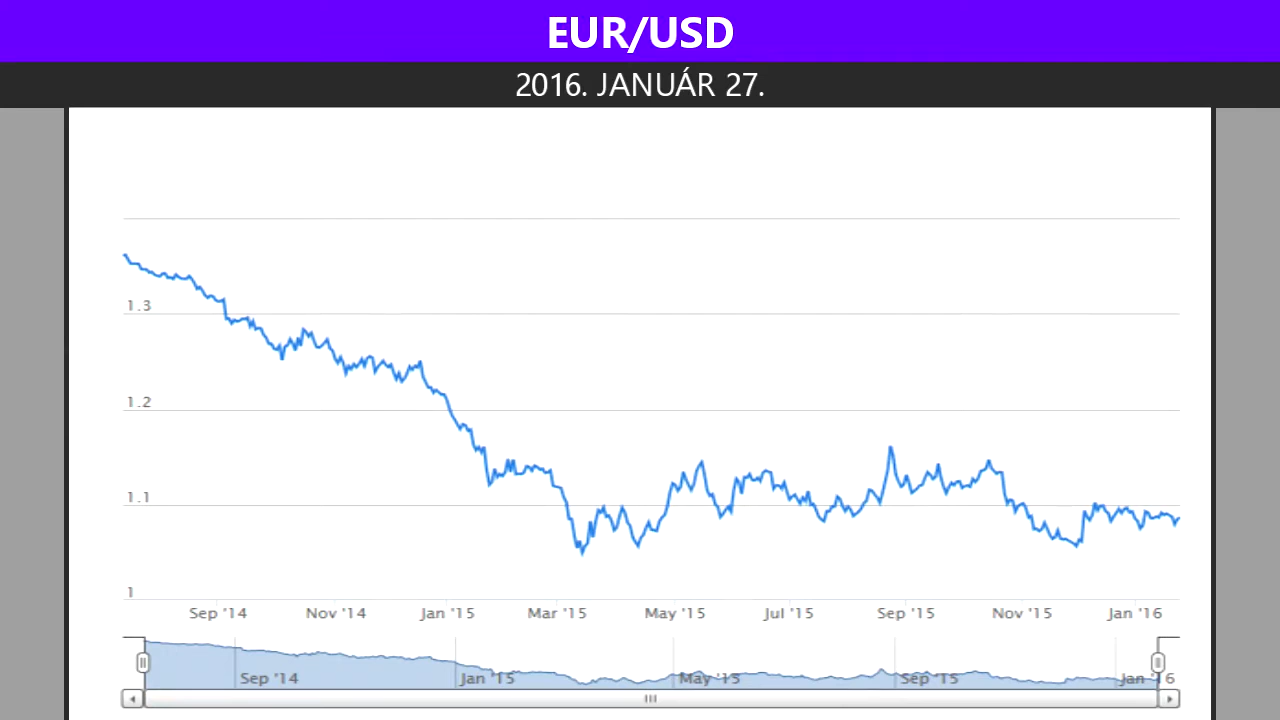 EUR/USD
2016. JANUÁR 27.
1.3
1.2
1.1
1
Sep '14 Nov '14 Jan '15 Mar '15 May '15 Jul '15 Sep '15 Nov '15 Jan '16
Sep '14 Jan '15 May '15 Sep '15 Jan '16